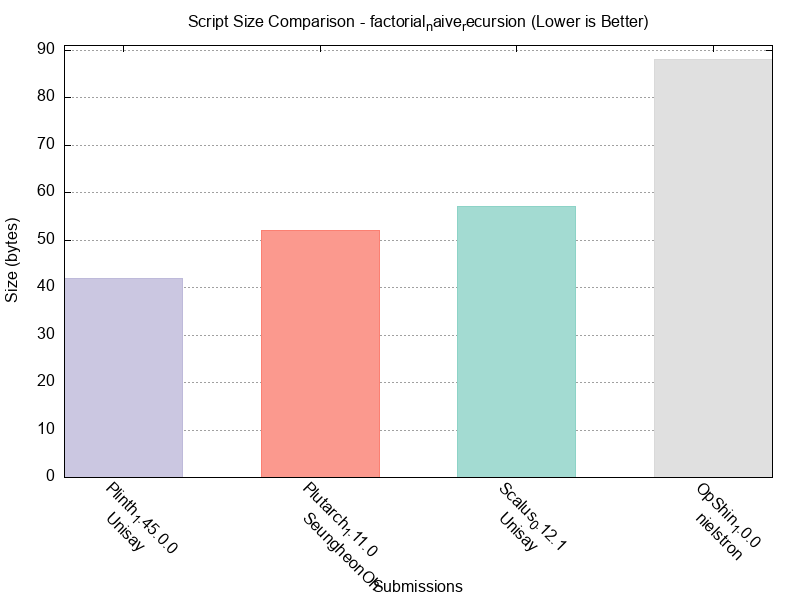 Script Size Comparison - factorial_naive_recursion (Lower is Better)
90
80
70
60
50
40
30
20
10
0
Size (bytes)
Plinth_1.45.0.0
Unisay
Plutarch_1.11.0
SeungheonOh
Scalus_0.12.1
Unisay
OpShin_1.0.0
nielstron
Submissions